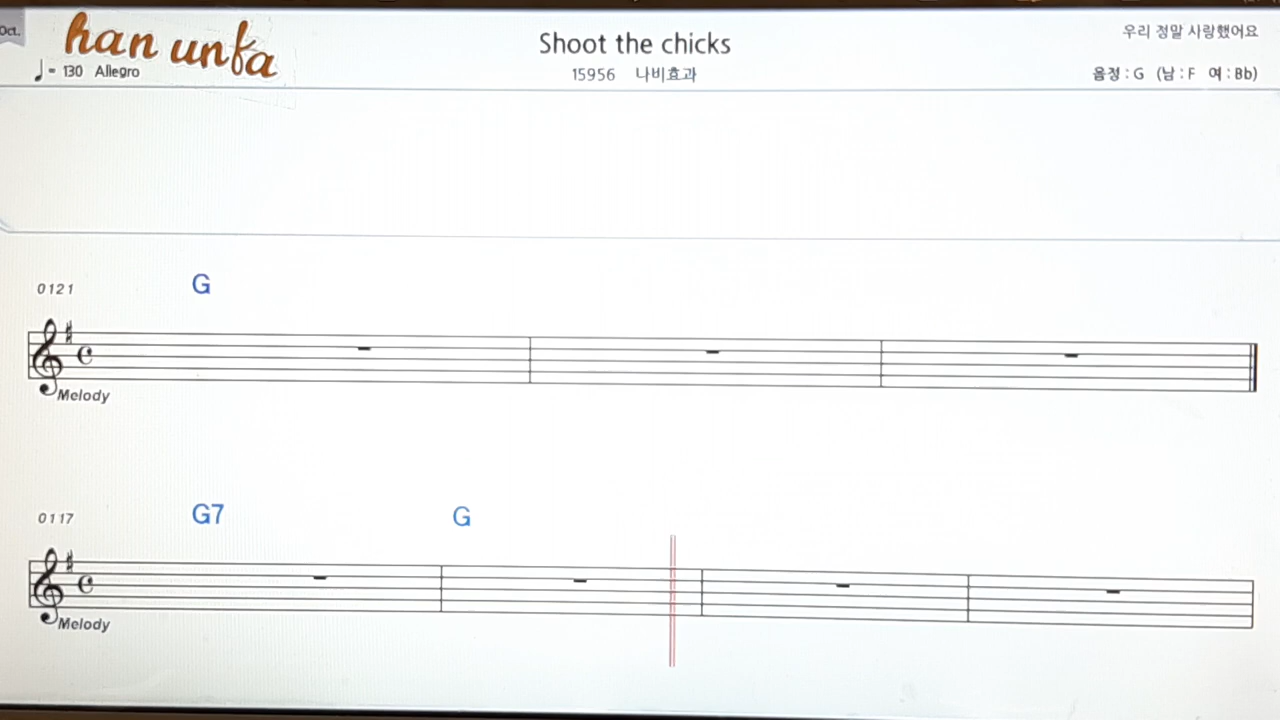 Oct.
han unfa
Shoot the chicks
우리 정말 사랑했어요
♩= 130 Allegro
15956 나비효과
음정 : G (남 : F 여 : Bb)
0121
G
Melody
0117
G7 G
Melody